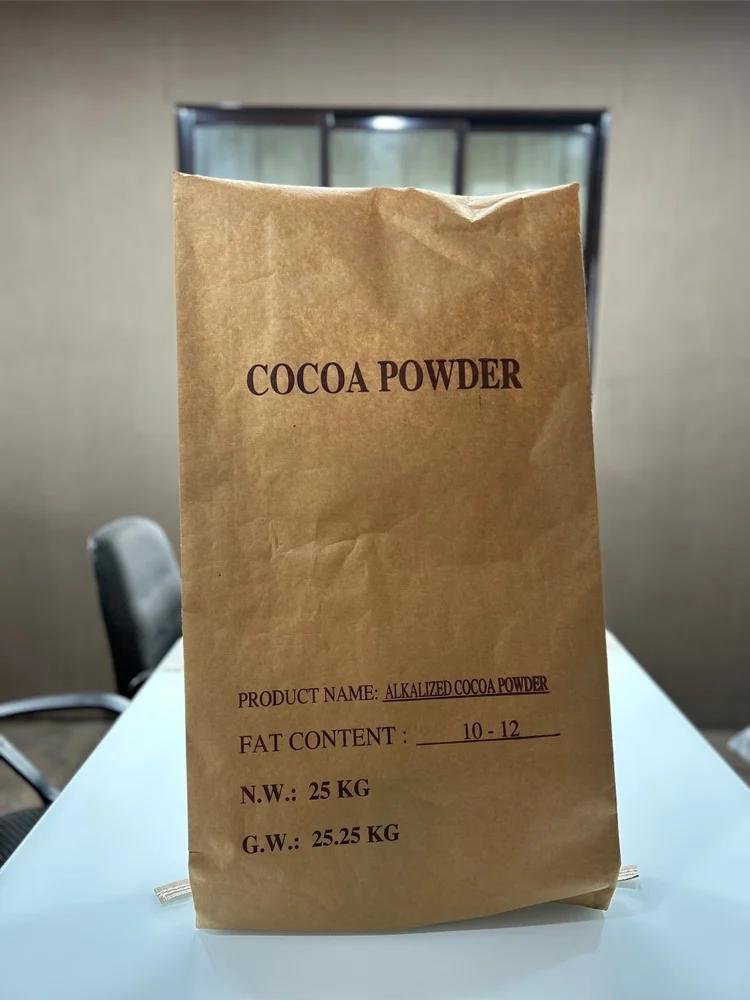 COCOA POWDER
PRODUCT NAME: ALKALIZED COCOA POWDER
FAT CONTENT : 10 - 12
N.W.: 25 KG
G.W.: 25.25 KG